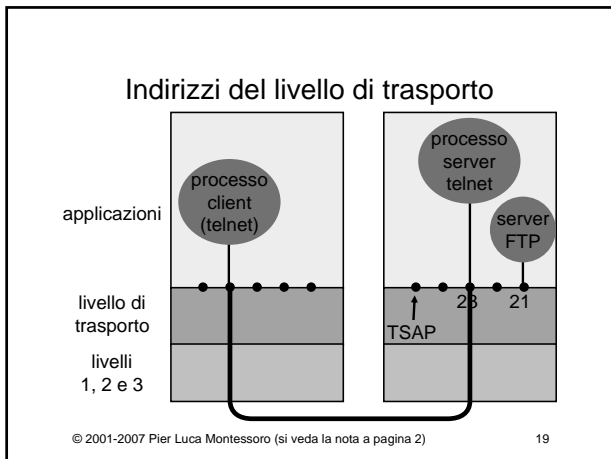 Indirizzi del livello di trasporto
processo
client
(telnet)
processo
server
telnet
server
FTP
applicazioni
livello di
trasporto
23
21
TSAP
livelli
1, 2 e 3
© 2001-2007 Pier Luca Montessoro (si veda la nota a pagina 2)
19